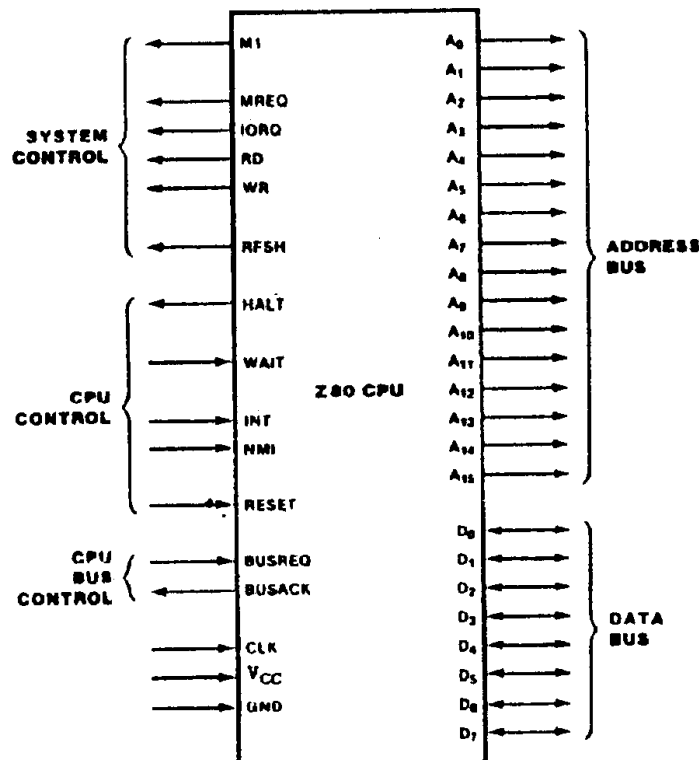 SYSTEM
CONTROL
M1
MREQ
IORQ
RD
WR
RFSH
CPU
CONTROL
HALT
WAIT
INT
NMI
RESET
CPU
BUS
CONTROL
BUSREQ
BUSACK
CLK
VCC
GND
Z80 CPU
A0
A1
A2
A3
A4
A5
A6
A7
A8
A9
A10
A11
A12
A13
A14
A15
ADDRESS
BUS
D0
D1
D2
D3
D4
D5
D6
D7
DATA
BUS